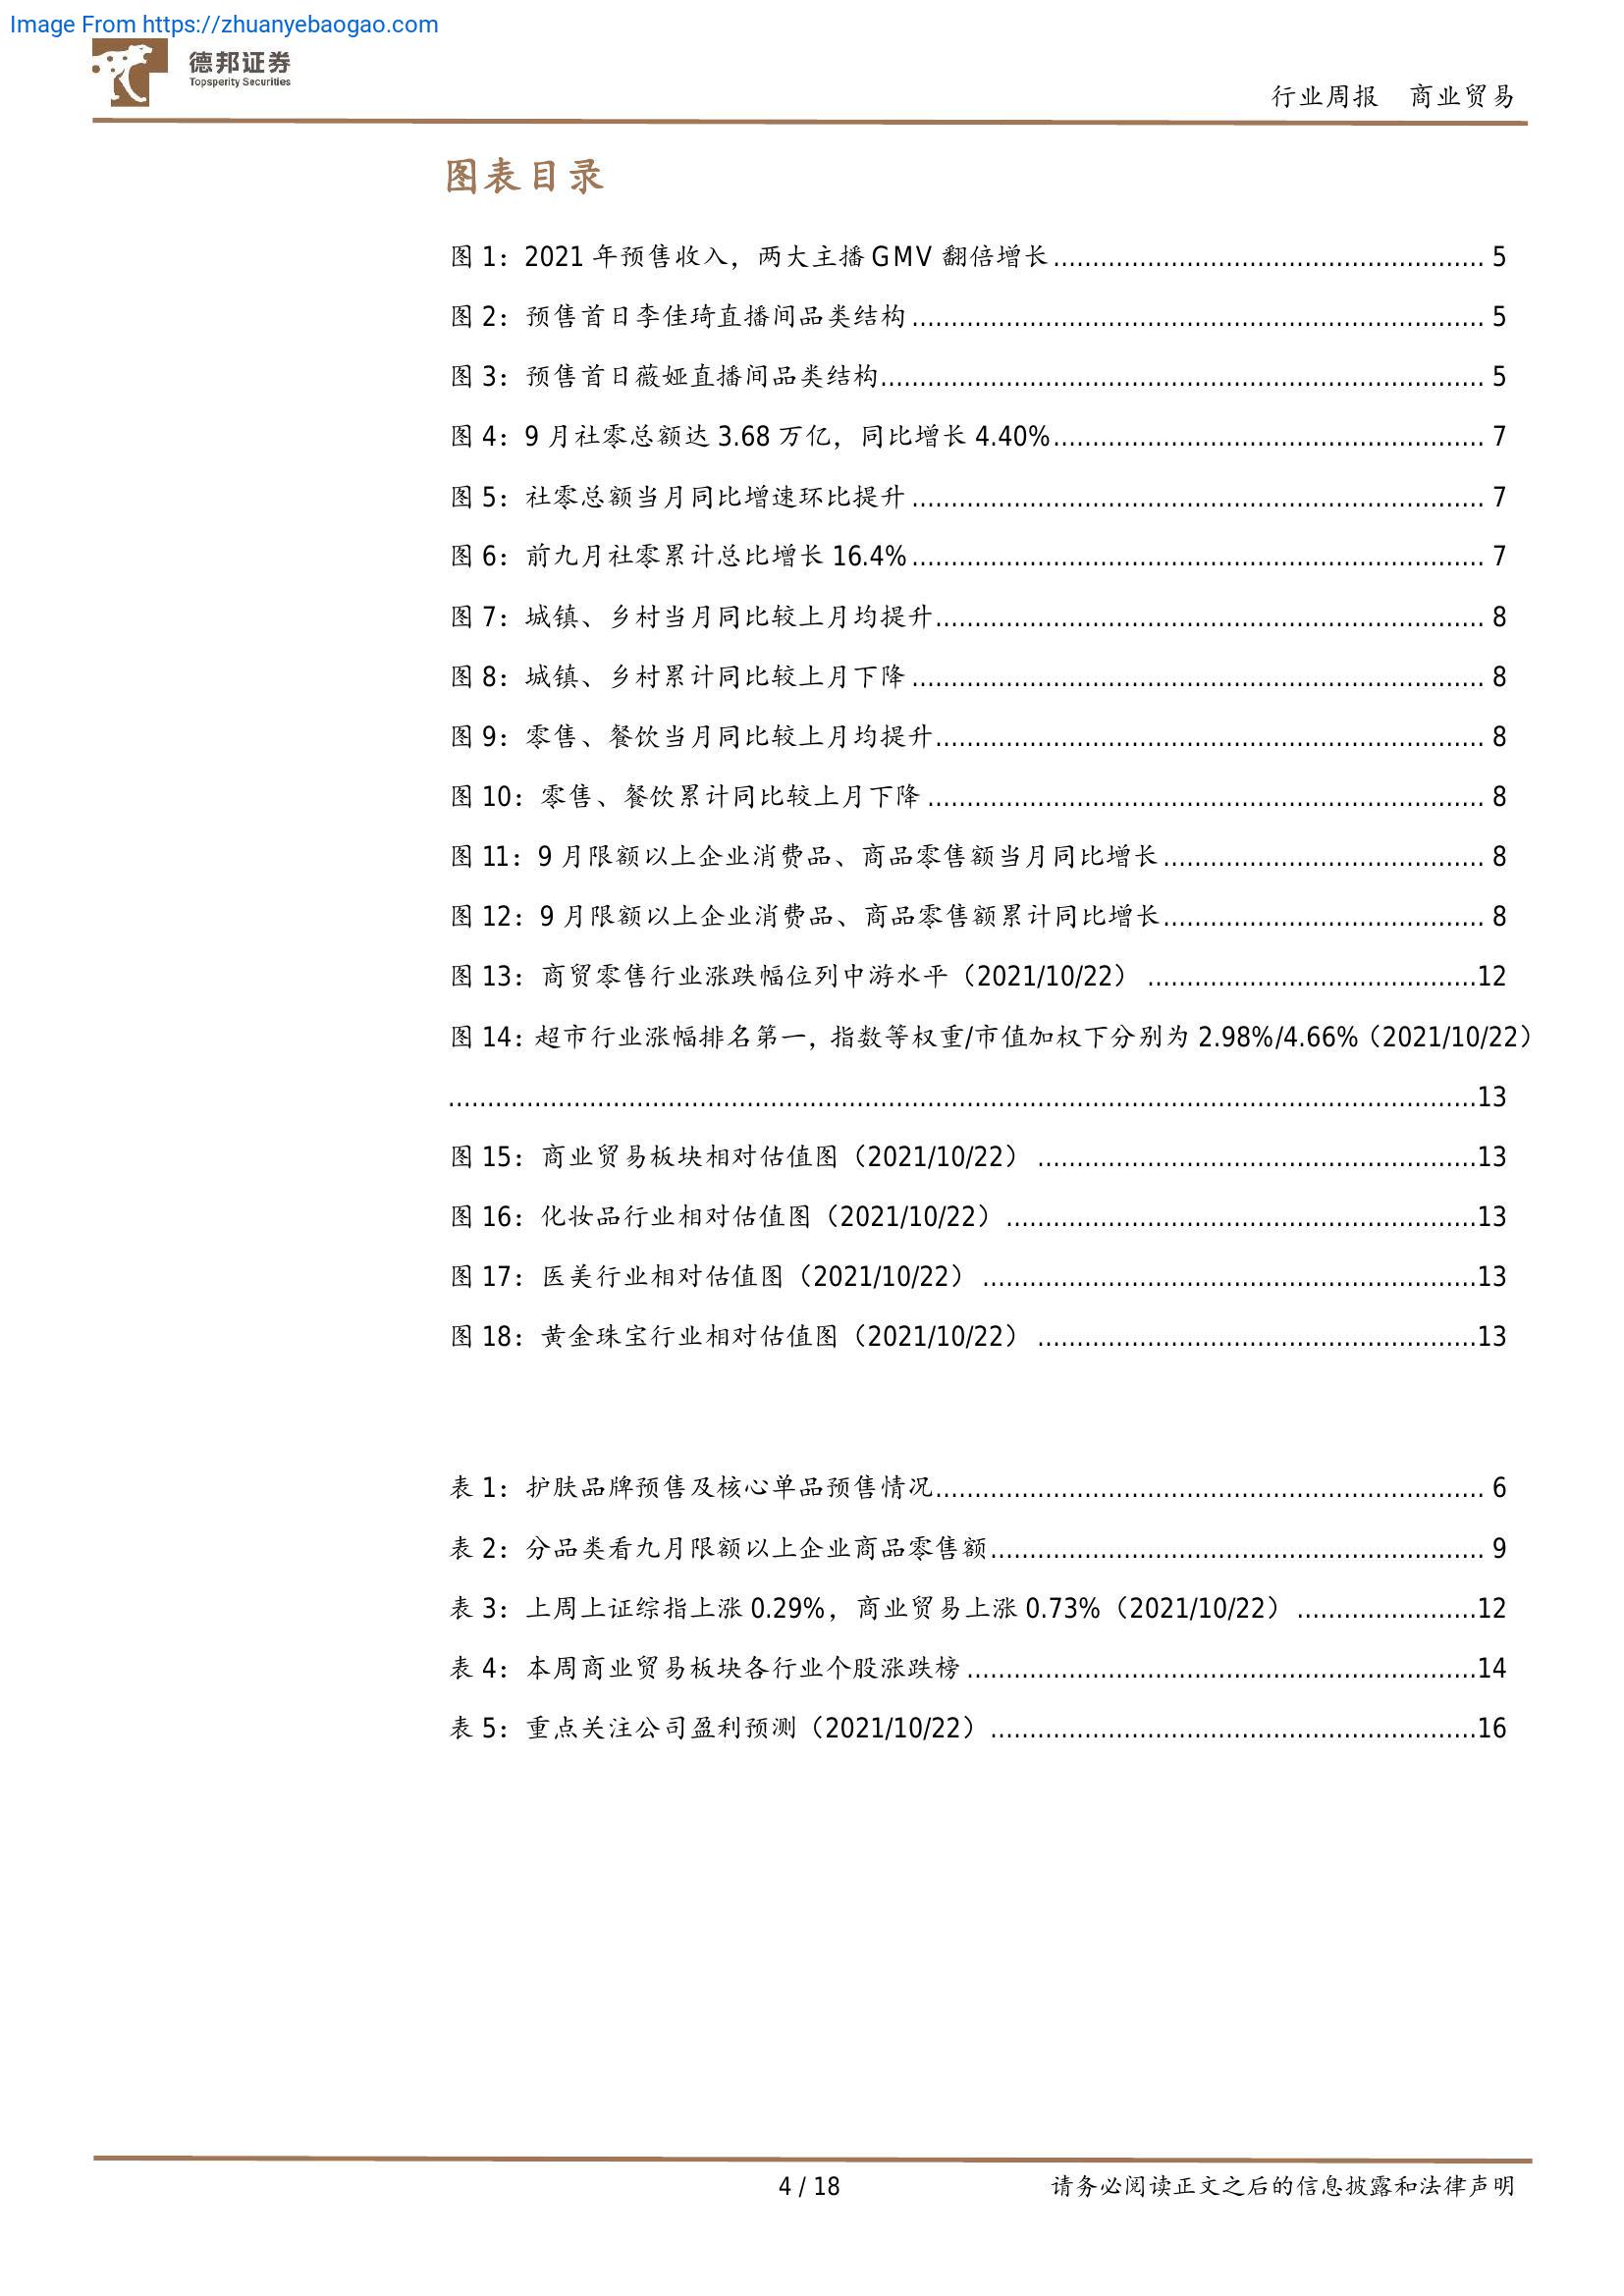 Image From https://zhuanyebaogao.com
德邦证券
Topsperity Securities
行业周报 商业贸易
图表目录
图 1：2021 年预售收入，两大主播 GMV 翻倍增长........................................................ 5
图 2：预售首日李佳琦直播间品类结构.......................................................................... 5
图 3：预售首日薇娅直播间品类结构............................................................................. 5
图 4：9 月社零总额达 3.68 万亿，同比增长 4.40%........................................................ 7
图 5：社零总额当月同比增速环比提升.......................................................................... 7
图 6：前九月社零累计总比增长 16.4%.......................................................................... 7
图 7：城镇、乡村当月同比较上月均提升....................................................................... 8
图 8：城镇、乡村累计同比较上月下降.......................................................................... 8
图 9：零售、餐饮当月同比较上月均提升....................................................................... 8
图 10：零售、餐饮累计同比较上月下降........................................................................ 8
图 11：9 月限额以上企业消费品、商品零售额当月同比增长.......................................... 8
图 12：9 月限额以上企业消费品、商品零售额累计同比增长.......................................... 8
图 13：商贸零售行业涨跌幅位列中游水平（2021/10/22） ...........................................12
图 14：超市行业涨幅排名第一，指数等权重/市值加权下分别为 2.98%/4.66%（2021/10/22）
.....................................................................................................................................13
图 15：商业贸易板块相对估值图（2021/10/22） .........................................................13
图 16：化妆品行业相对估值图（2021/10/22）.............................................................13
图 17：医美行业相对估值图（2021/10/22） ................................................................13
图 18：黄金珠宝行业相对估值图（2021/10/22） .........................................................13
表 1：护肤品牌预售及核心单品预售情况....................................................................... 6
表 2：分品类看九月限额以上企业商品零售额................................................................ 9
表 3：上周上证综指上涨 0.29%，商业贸易上涨 0.73%（2021/10/22） .......................12
表 4：本周商业贸易板块各行业个股涨跌榜..................................................................14
表 5：重点关注公司盈利预测（2021/10/22）...............................................................16
4 / 18
请务必阅读正文之后的信息披露和法律声明